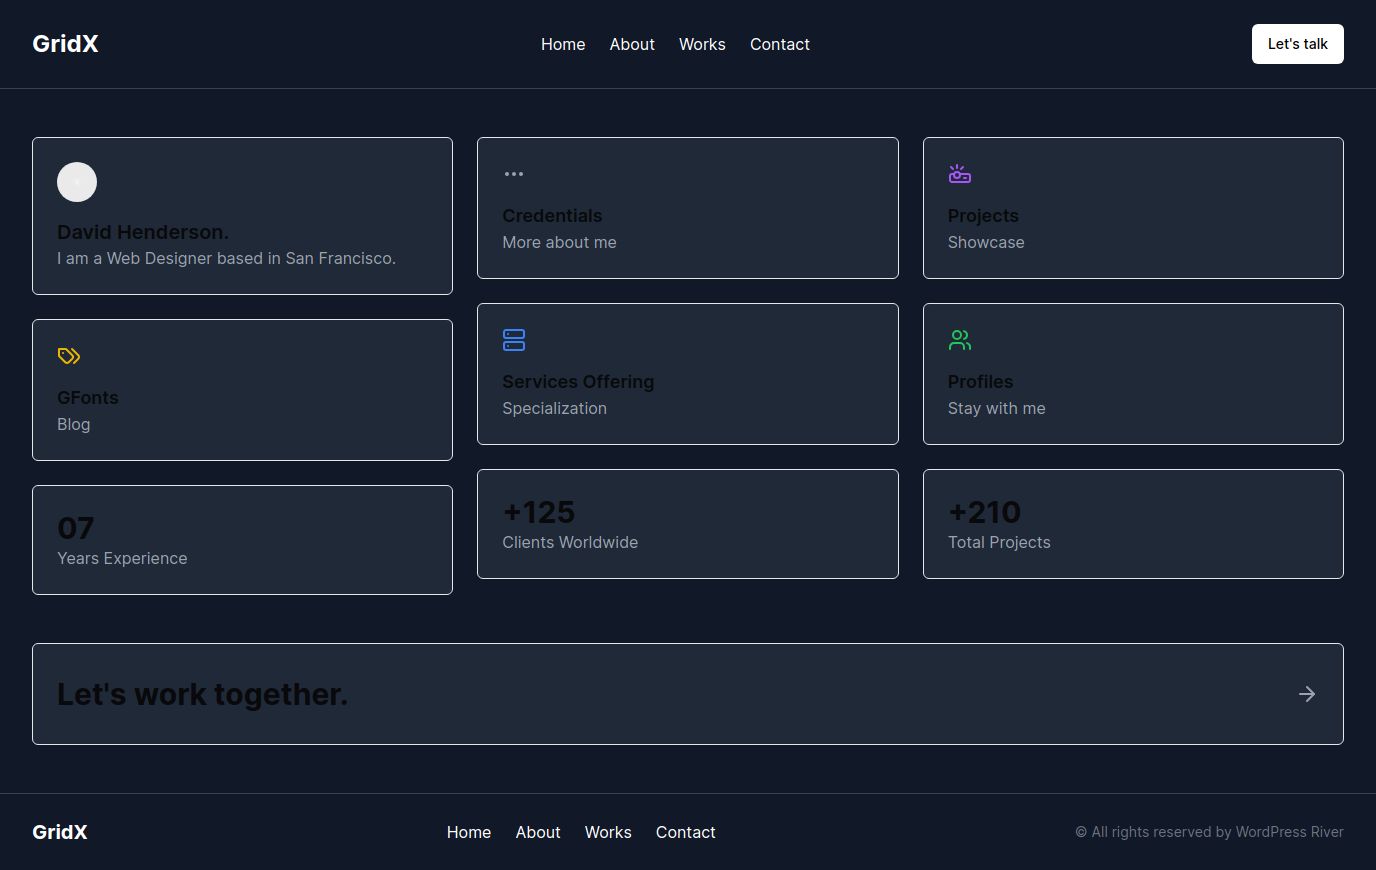 GridX
Home About Works Contact
Let's talk
David Henderson.
I am a Web Designer based in San Francisco.
GFonts
Blog
07
Years Experience
Credentials
More about me
Services Offering
Specialization
+125
Clients Worldwide
Projects
Showcase
Profiles
Stay with me
+210
Total Projects
Let's work together.
GridX
Home About Works Contact
© All rights reserved by WordPress River